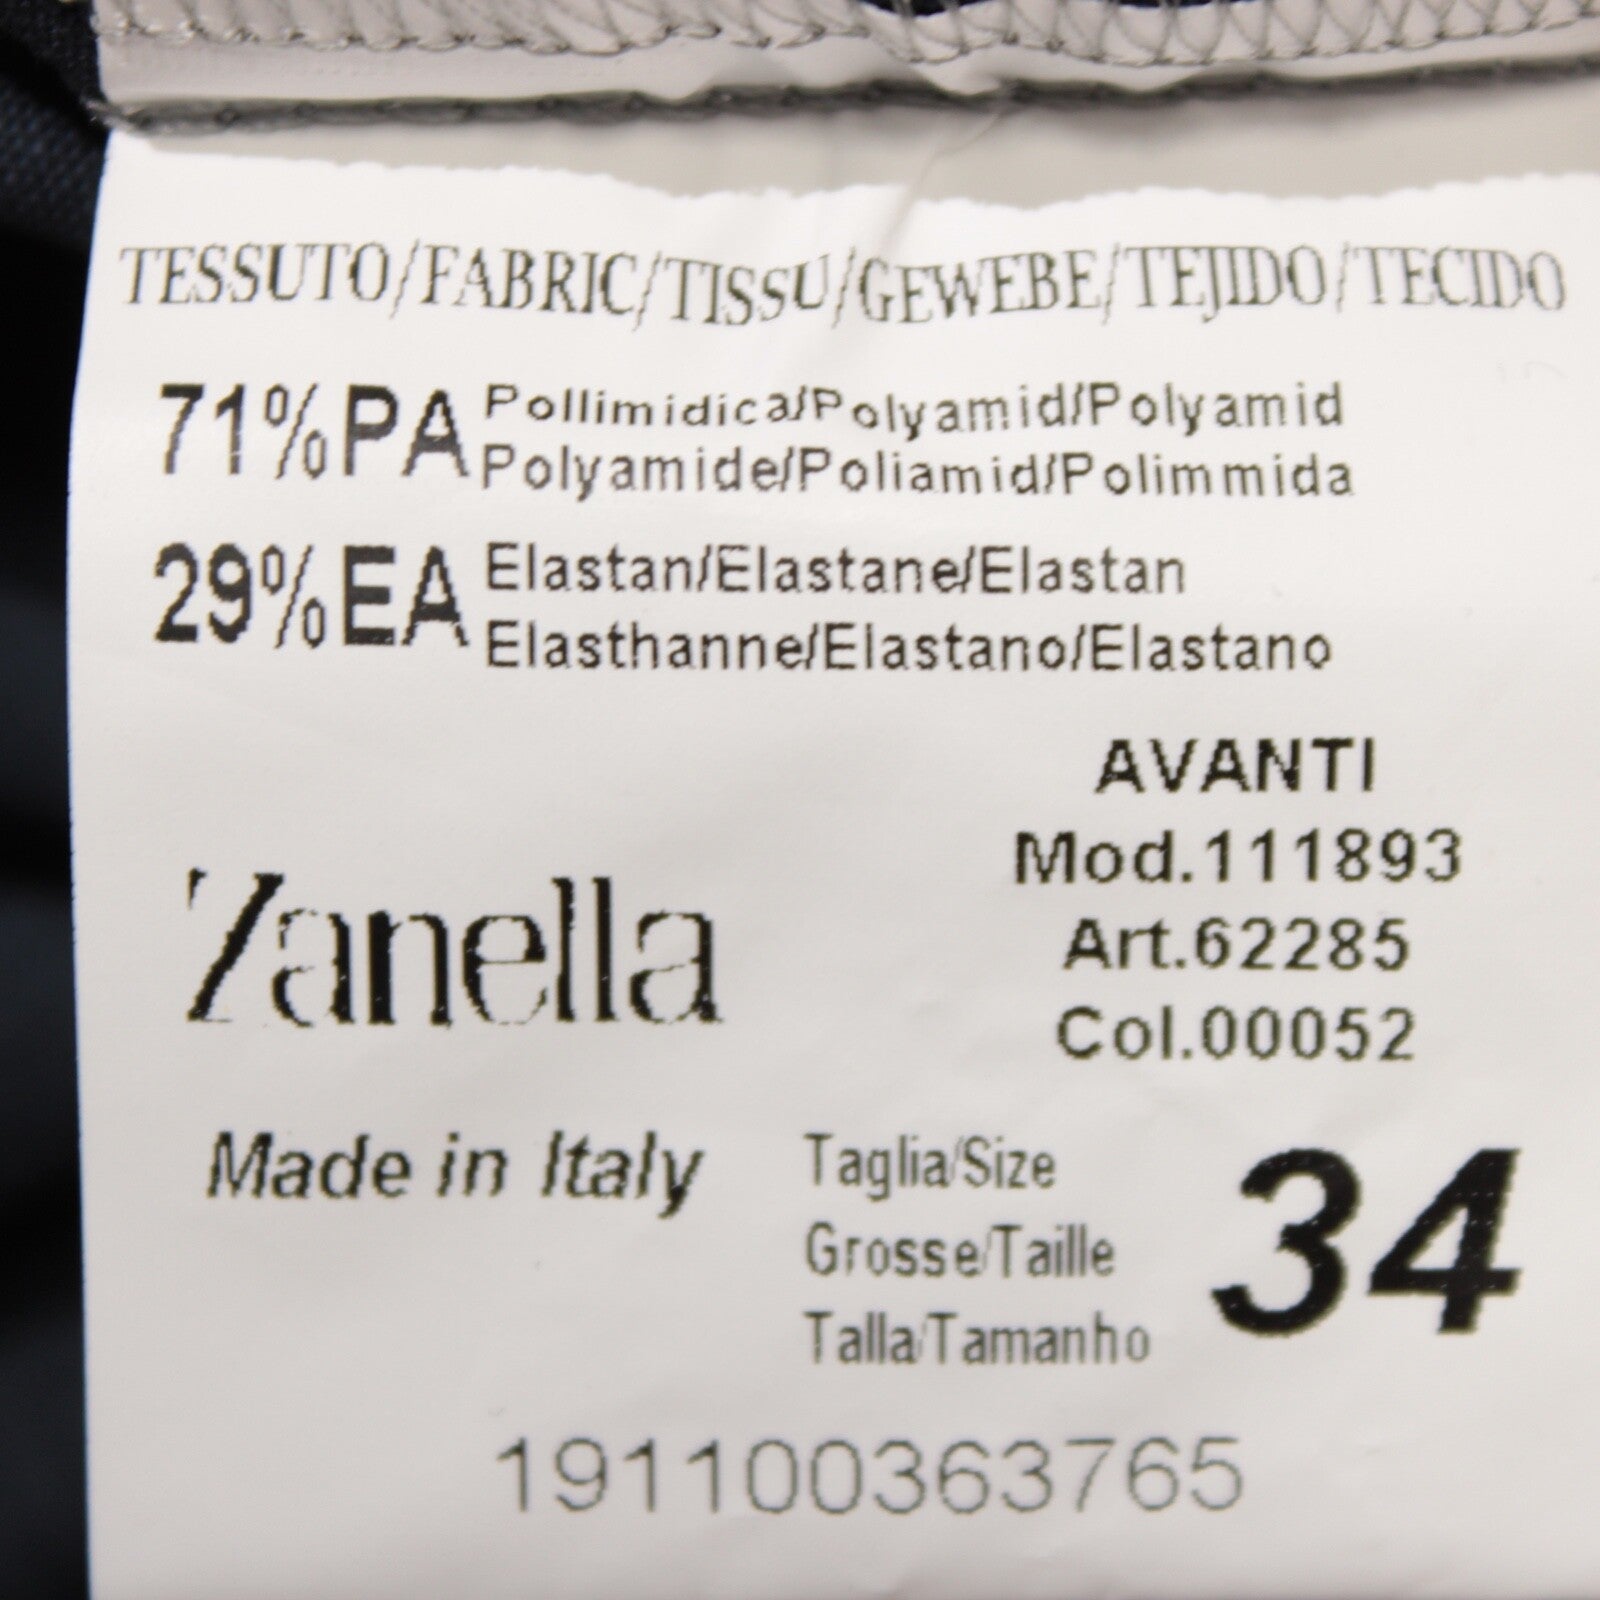 TESSUTO/FABRIC/TISSU/GEWEBE/TEJIDO/TECIDO
71%PA Pollimidica/Polyamid/Polyamid
Polyamide/Poliamid/Polimmida
29%EA Elastan/Elastane/Elastan
Elasthanne/Elastano/Elastano
AVANTI
Mod.111893
Art.62285
Col.00052
Zanella
Made in Italy
Taglia/Size
Grosse/Taille
Talla/Tamanho
34
191100363765